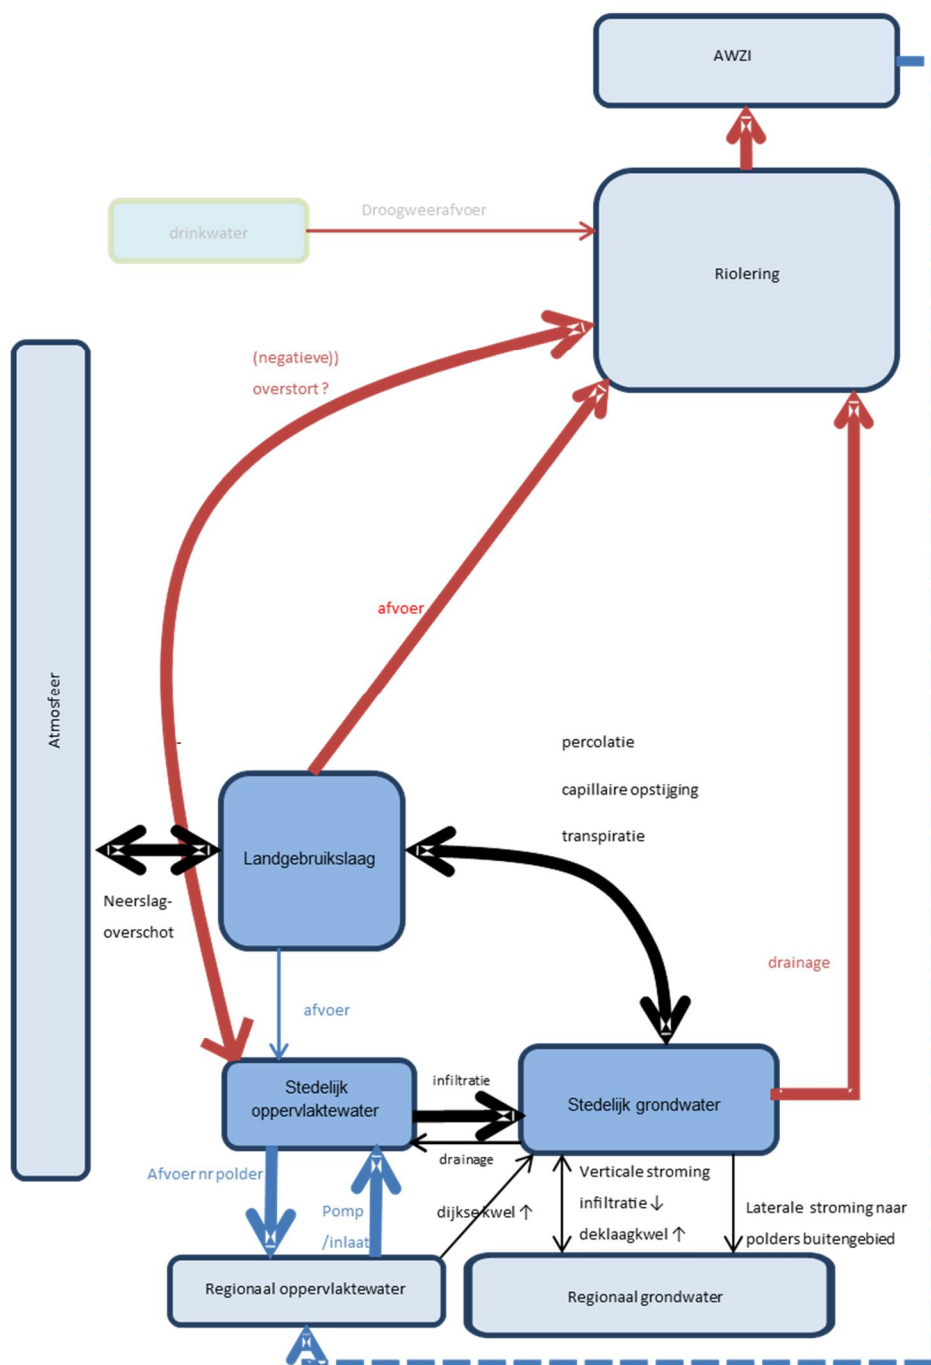 AWZI
Droogweerafvoer
drinkwater
Riolering
(negatieve))
overstort ?
afvoer
Atmosfeer
-
percolatie
capillaire opstijging
transpiratie
Landgebruikslaag
Neerslag-
overschot
drainage
afvoer
Stedelijk
oppervlaktewater
infiltratie
Stedelijk grondwater
drainage
Afvoer nr polder
Pomp
/inlaat
dijkse kwel ↑
Verticale stroming
infiltratie ↓
deklaagkwel ↑
Laterale stroming naar
polders buitengebied
Regionaal oppervlaktewater
Regionaal grondwater